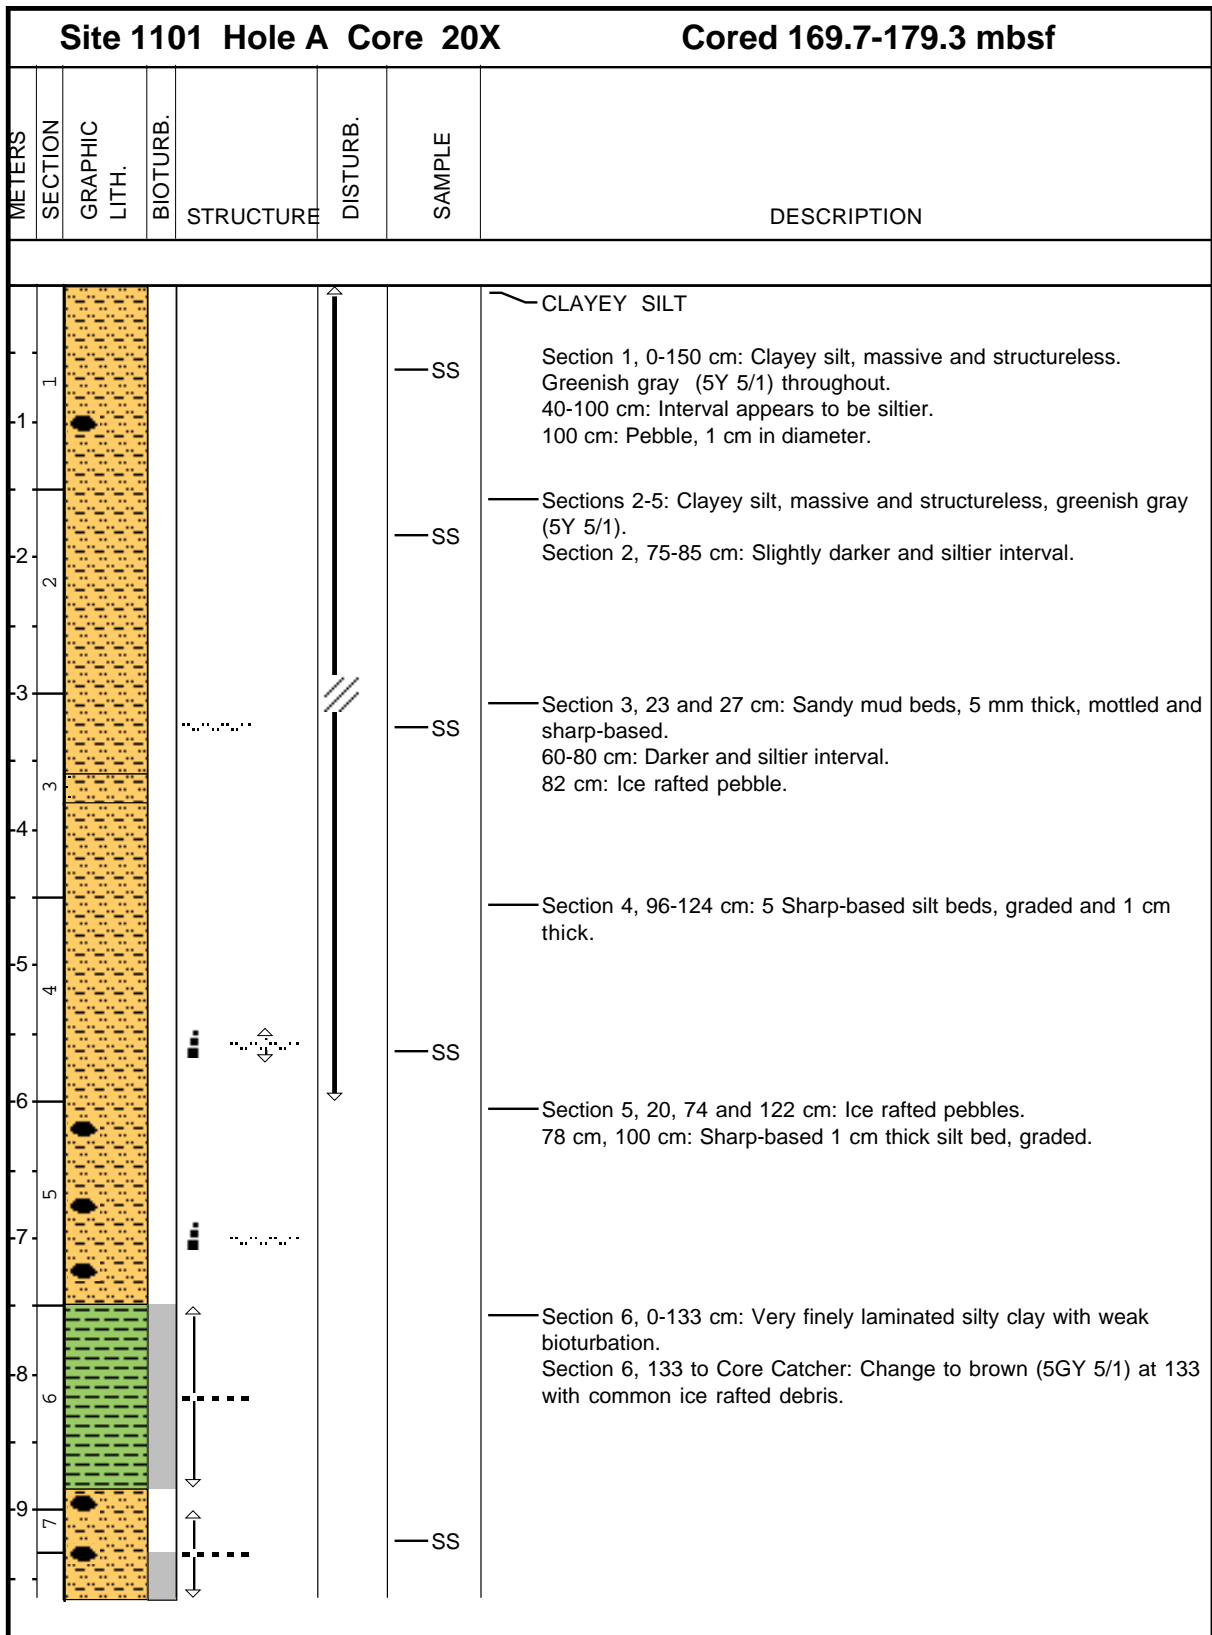 Site 1101 Hole A Core 20X Cored 169.7-179.3 mbsf
METERS
SECTION
GRAPHIC
LITH.
BIOTURB.
STRUCTURE
DISTURB.
SAMPLE
DESCRIPTION
CLAYEY SILT
Section 1, 0-150 cm: Clayey silt, massive and structureless.
Greenish gray (5Y 5/1) throughout.
40-100 cm: Interval appears to be siltier.
100 cm: Pebble, 1 cm in diameter.
1
SS
1
Sections 2-5: Clayey silt, massive and structureless, greenish gray
(5Y 5/1).
Section 2, 75-85 cm: Slightly darker and siltier interval.
SS
2
2
3
Section 3, 23 and 27 cm: Sandy mud beds, 5 mm thick, mottled and
sharp-based.
60-80 cm: Darker and siltier interval.
82 cm: Ice rafted pebble.
SS
3
4
Section 4, 96-124 cm: 5 Sharp-based silt beds, graded and 1 cm
thick.
5
4
SS
6
Section 5, 20, 74 and 122 cm: Ice rafted pebbles.
78 cm, 100 cm: Sharp-based 1 cm thick silt bed, graded.
5
7
Section 6, 0-133 cm: Very finely laminated silty clay with weak
bioturbation.
Section 6, 133 to Core Catcher: Change to brown (5GY 5/1) at 133
with common ice rafted debris.
8
6
9
7
SS